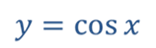 y = cos x